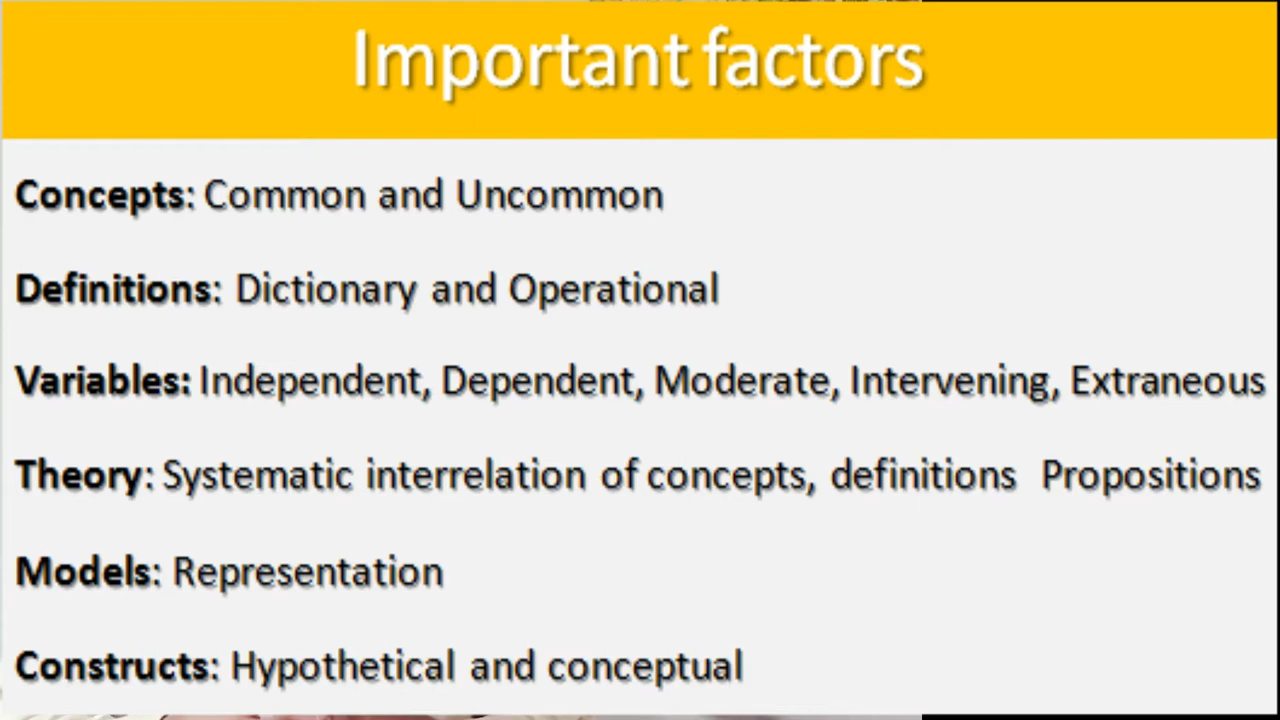 Important factors
Concepts: Common and Uncommon
Definitions: Dictionary and Operational
Variables: Independent, Dependent, Moderate, Intervening, Extraneous
Theory: Systematic interrelation of concepts, definitions Propositions
Models: Representation
Constructs: Hypothetical and conceptual